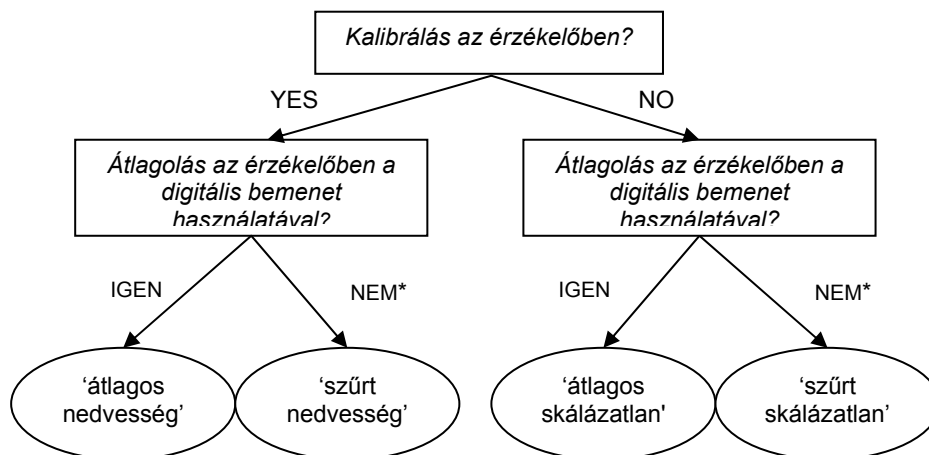 Kalibrálás az érzékelőben?
YES
NO
Átlagolás az érzékelőben a
digitális bemenet
használatával?
Átlagolás az érzékelőben a
digitális bemenet
használatával?
IGEN
NEM*
IGEN
NEM*
‘átlagos
nedvesség’
‘szűrt
nedvesség’
‘átlagos
skálázatlan'
‘szűrt
skálázatlan’